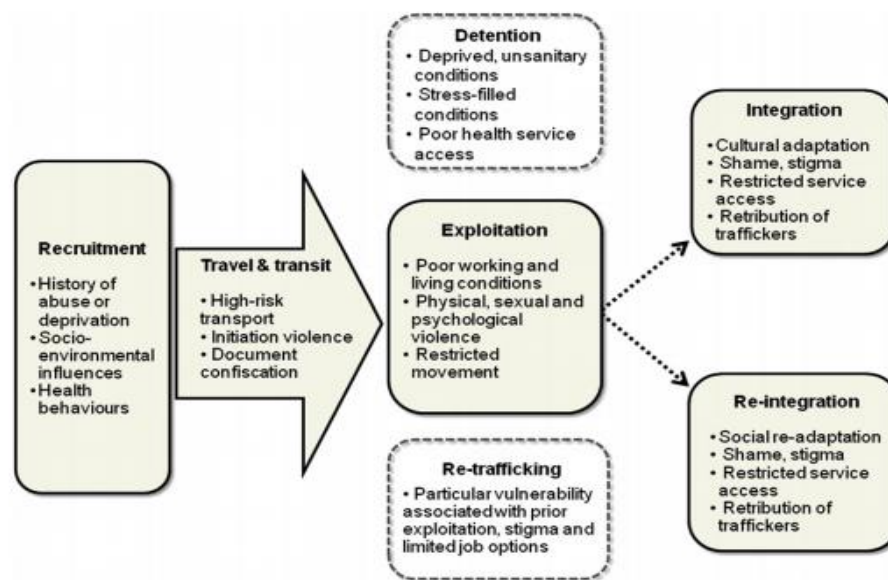 Recruitment
• History of
abuse or
deprivation
• Socio-
environmental
influences
• Health
behaviours
Travel & transit
• High-risk
transport
• Initiation violence
• Document
confiscation
Detention
• Deprived, unsanitary
conditions
• Stress-filled
conditions
• Poor health service
access
Exploitation
• Poor working and
living conditions
• Physical, sexual and
psychological
violence
• Restricted
movement
Re-trafficking
• Particular vulnerability
associated with prior
exploitation, stigma and
limited job options
Integration
• Cultural adaptation
• Shame, stigma
• Restricted service
access
• Retribution of
traffickers
Re-integration
• Social re-adaptation
• Shame, stigma
• Restricted service
access
• Retribution of
traffickers